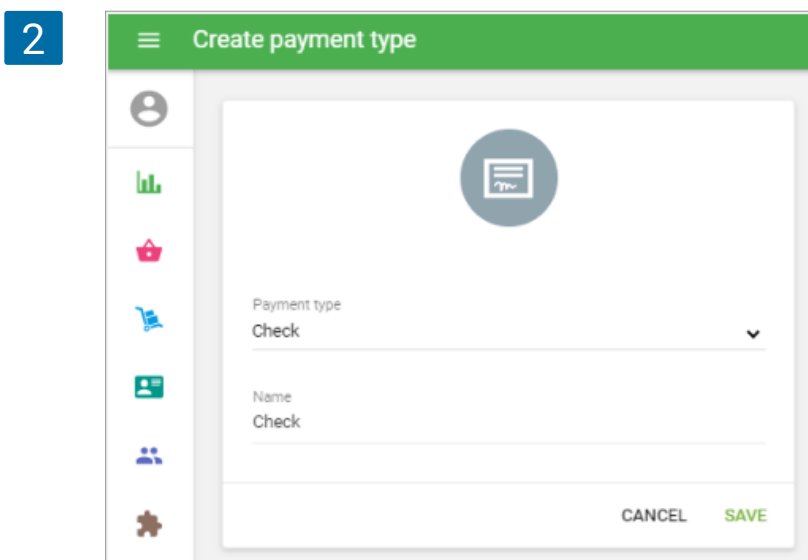 2
Create payment type
Payment type
Check
Name
Check
CANCEL SAVE